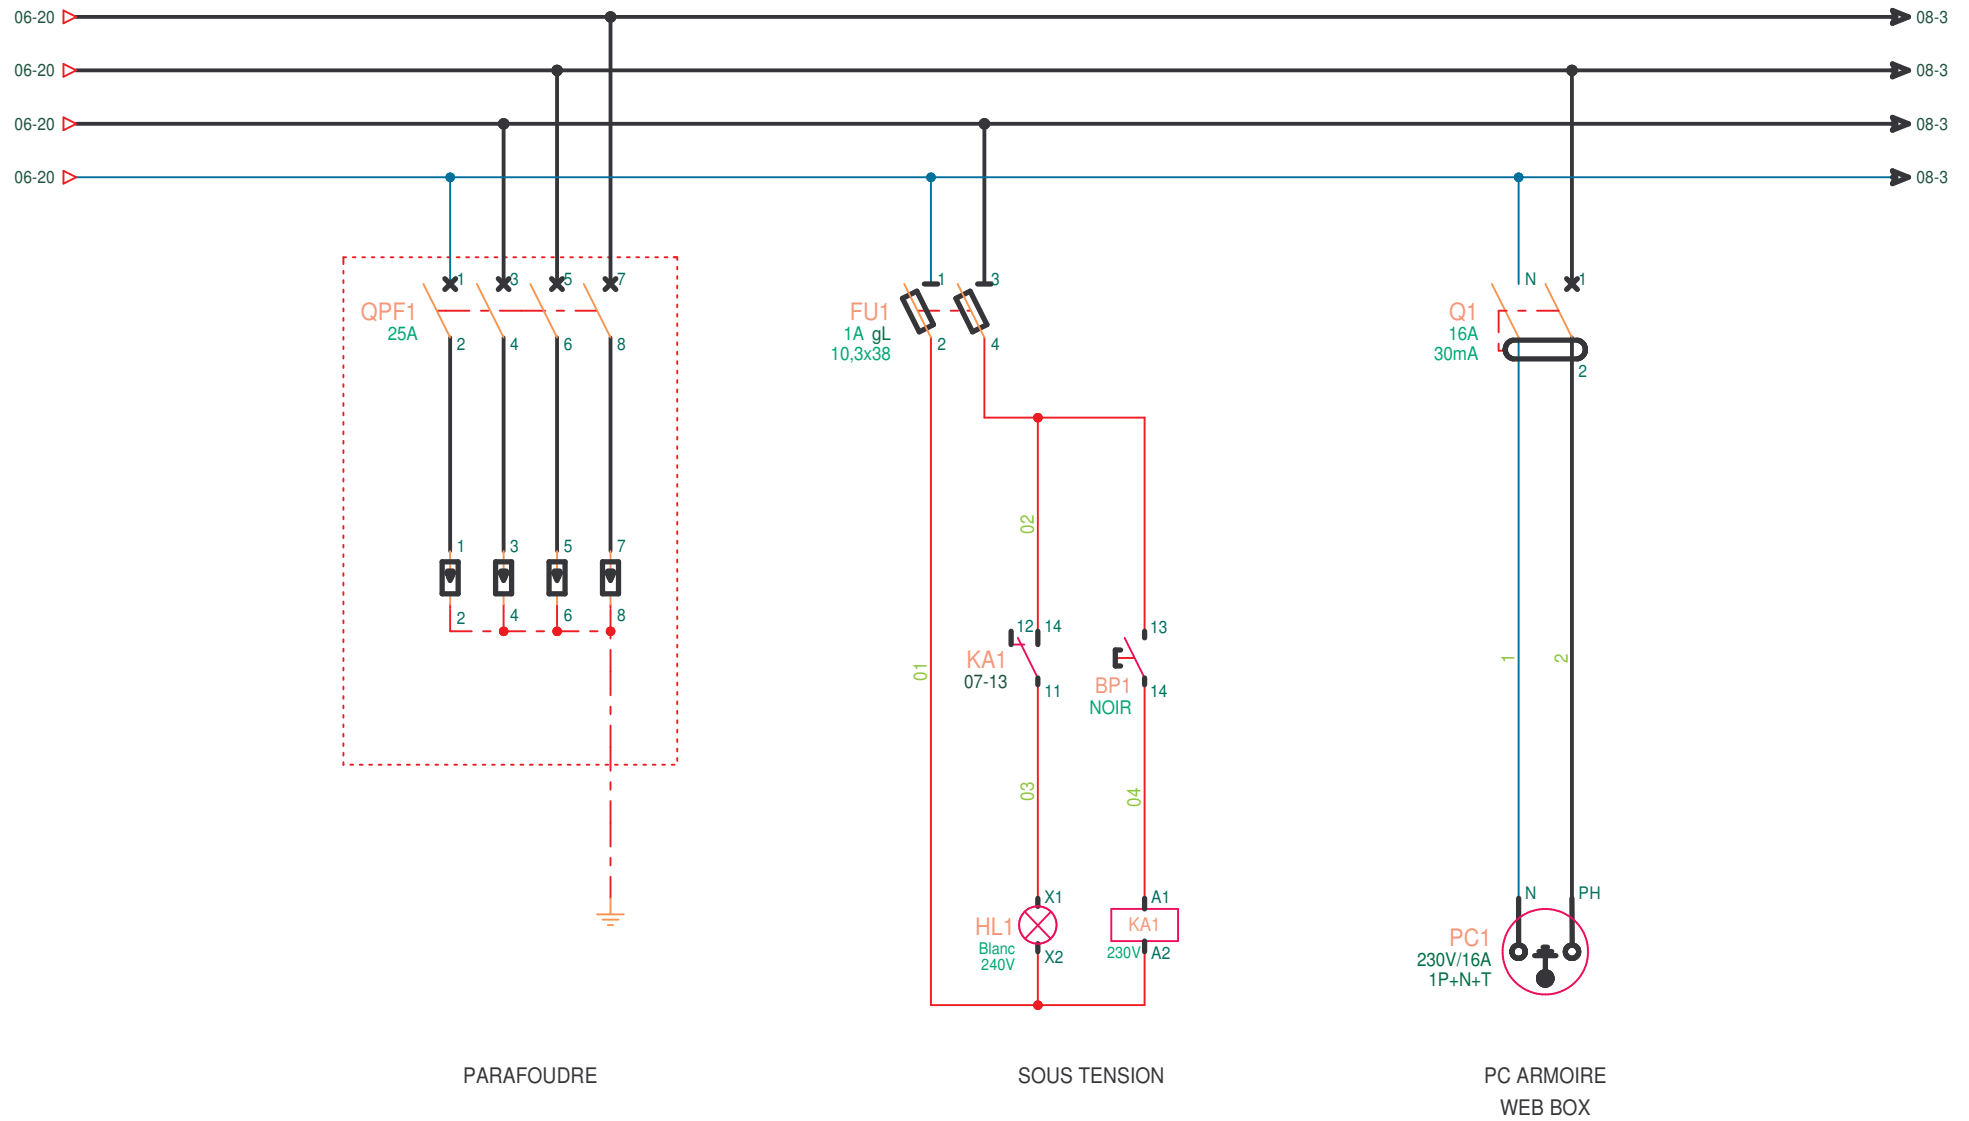 06-20 08-3
06-20 08-3
06-20 08-3
06-20 08-3
1 3 5 7
QPF1
25A
2 4 6 8
1 3 5 7
2 4 6 8
PARAFOUDRE
1 3
FU1
1A gL
10,3x38
2 4
01
02
12 14
KA1
07-13
11
03
X1
HL1
Blanc
240V
X2
13
BP1
NOIR
14
04
A1
KA1
230V
A2
SOUS TENSION
N 1
Q1
16A
30mA
2
1
2
N PH
PC1
230V/16A
1P+N+T
PC ARMOIRE
WEB BOX